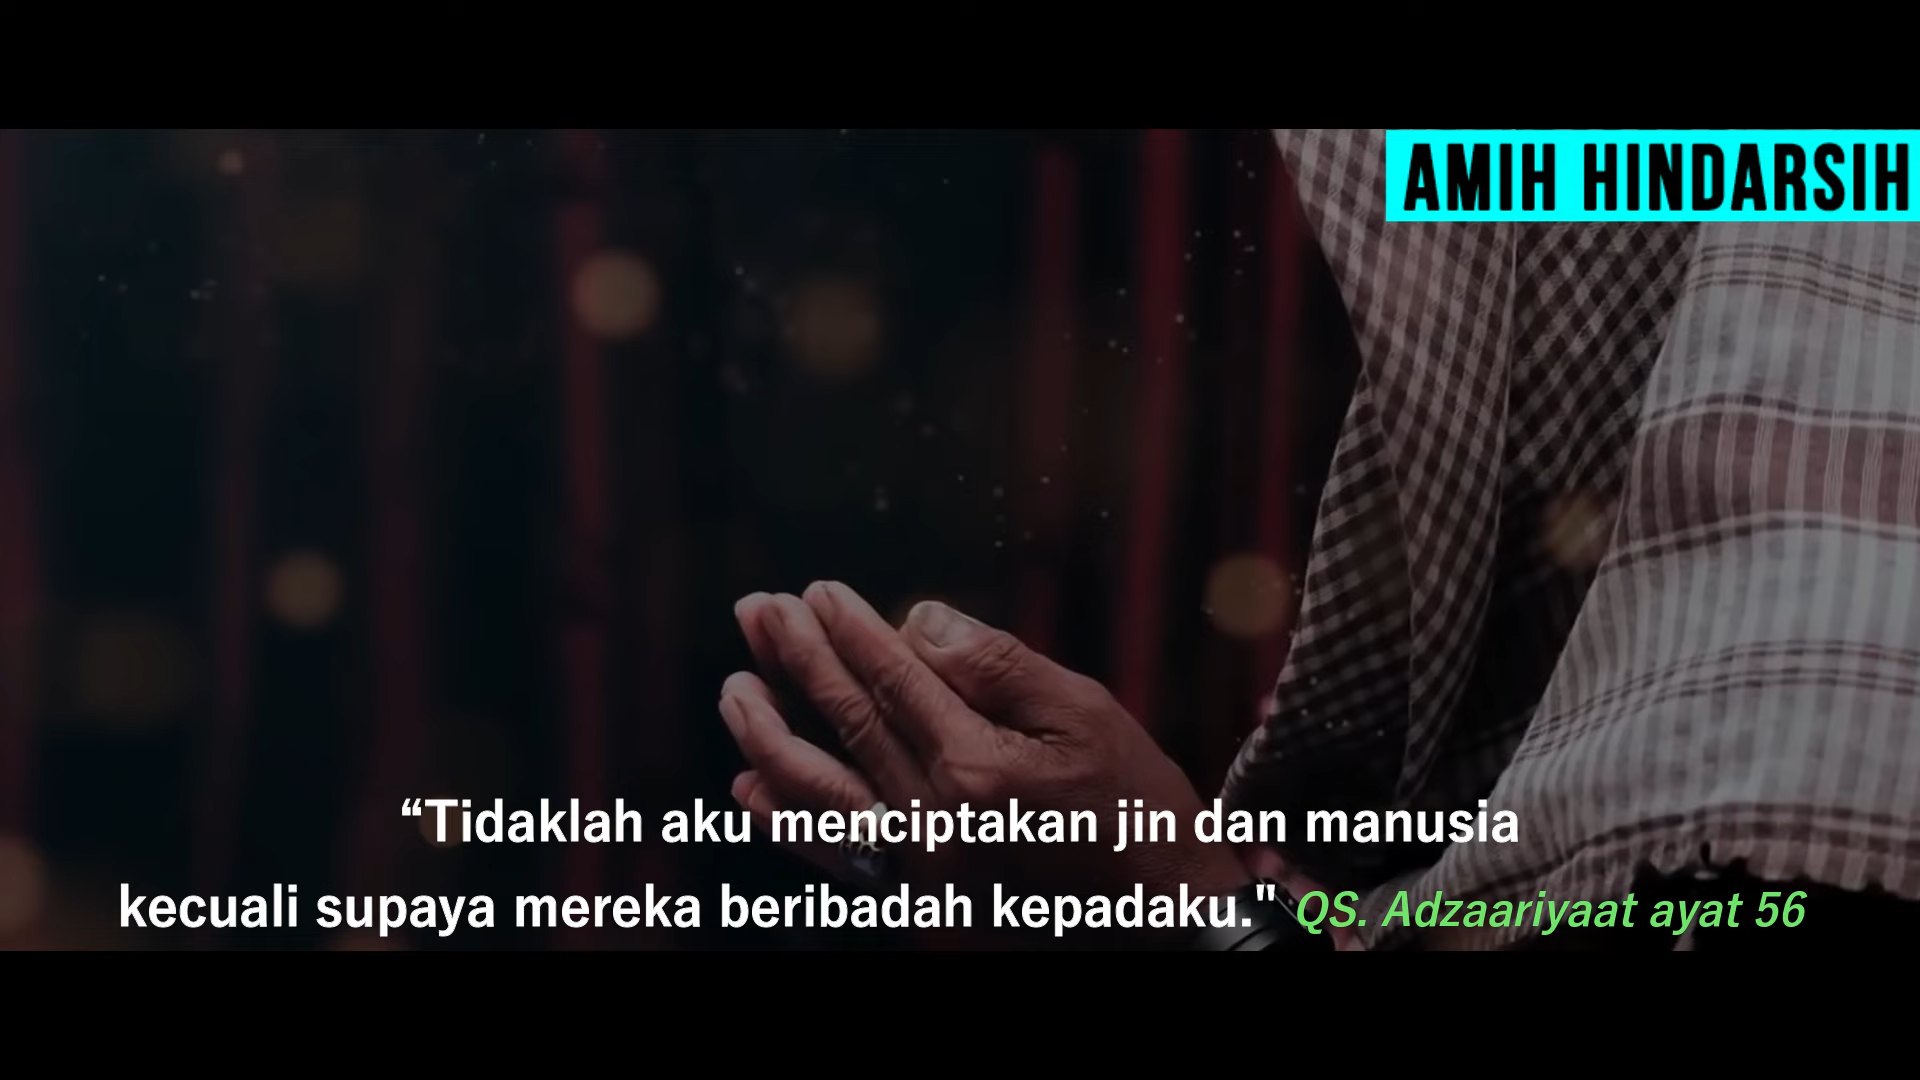 AMIH HINDARSIH
“Tidaklah aku menciptakan jin dan manusia
kecuali supaya mereka beribadah kepadaku." QS. Adzaariyaat ayat 56